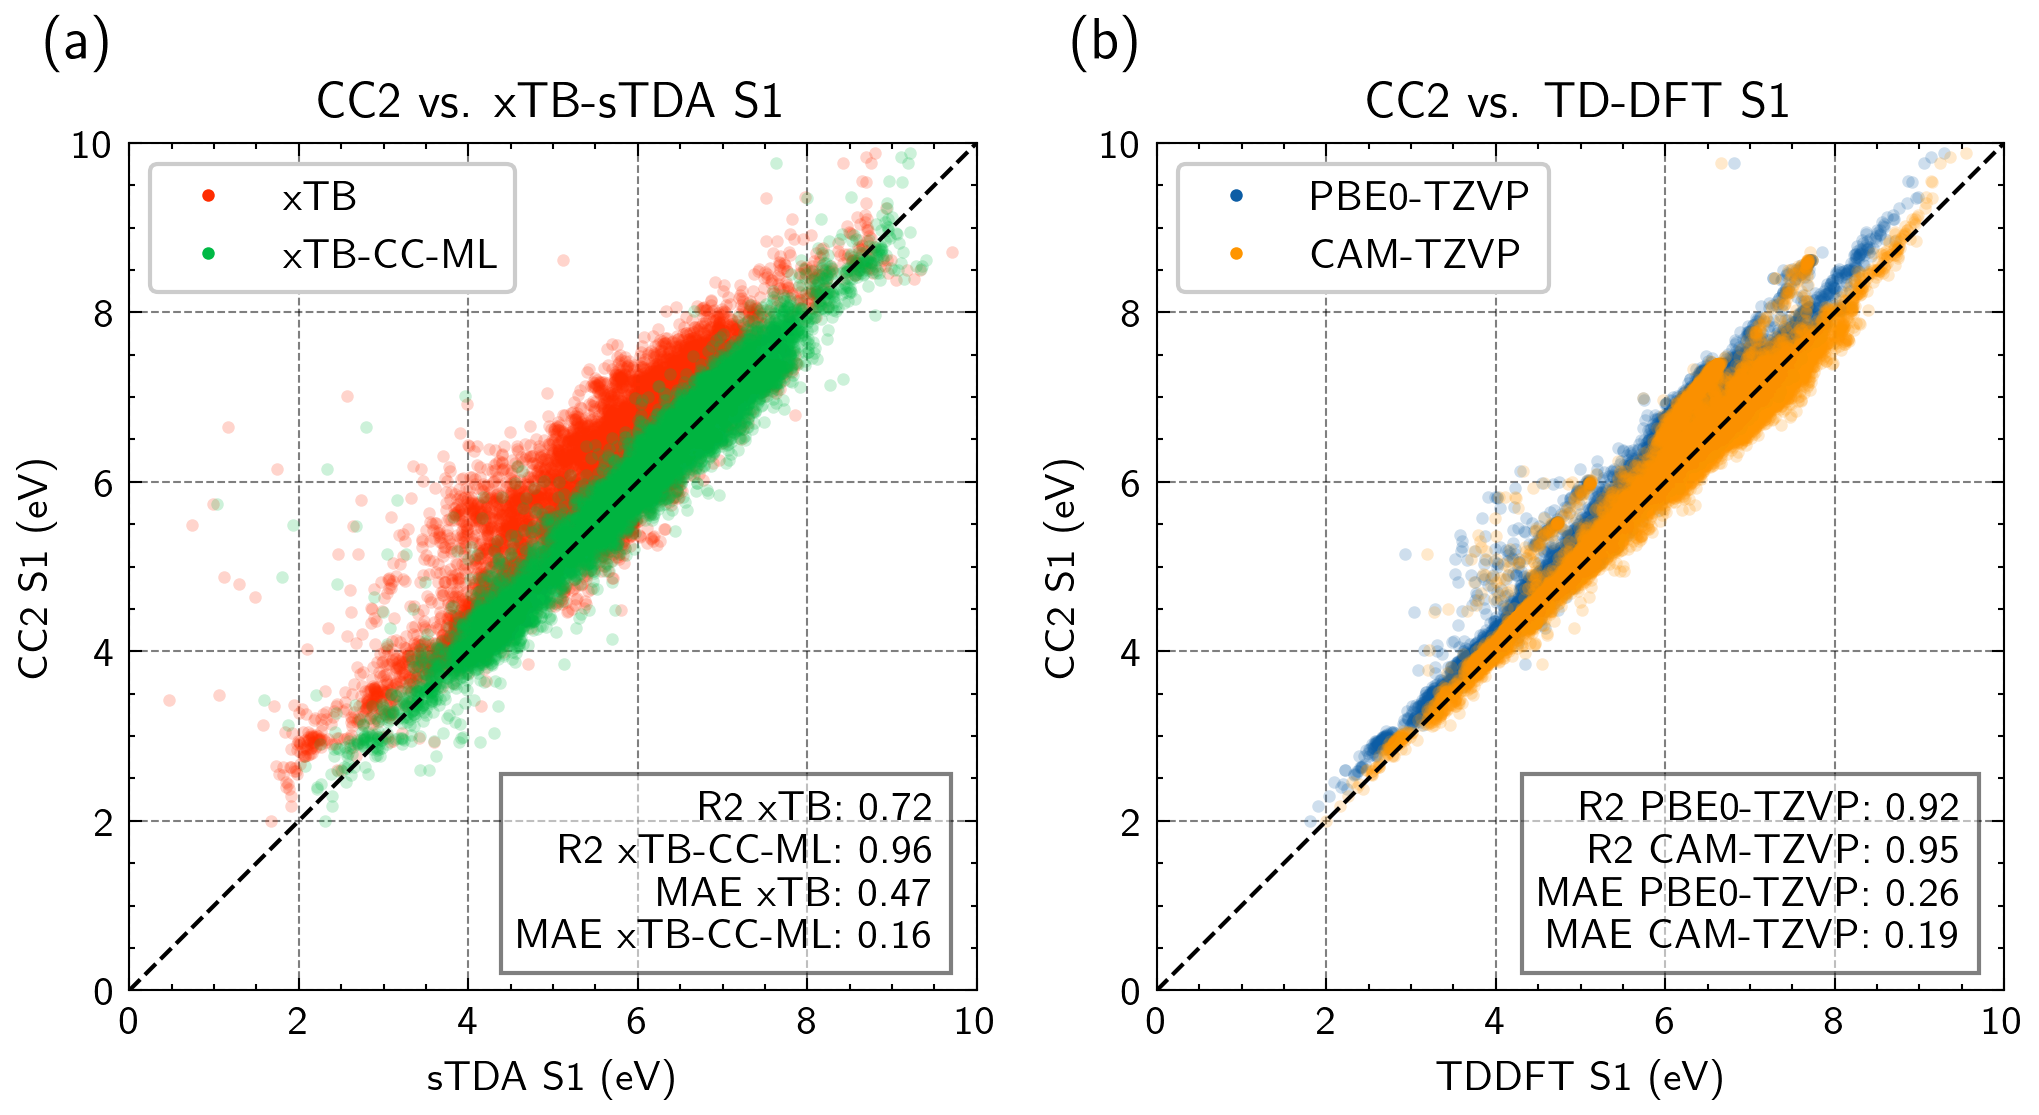 (a)
CC2 vs. xTB-sTDA S1
xTB
xTB-CC-ML
R2 xTB: 0.72
R2 xTB-CC-ML: 0.96
MAE xTB: 0.47
MAE xTB-CC-ML: 0.16
CC2 S1 (eV)
10
8
6
4
2
0
0 2 4 6 8 10
sTDA S1 (eV)
(b)
CC2 vs. TD-DFT S1
PBE0-TZVP
CAM-TZVP
R2 PBE0-TZVP: 0.92
R2 CAM-TZVP: 0.95
MAE PBE0-TZVP: 0.26
MAE CAM-TZVP: 0.19
CC2 S1 (eV)
10
8
6
4
2
0
0 2 4 6 8 10
TDDFT S1 (eV)